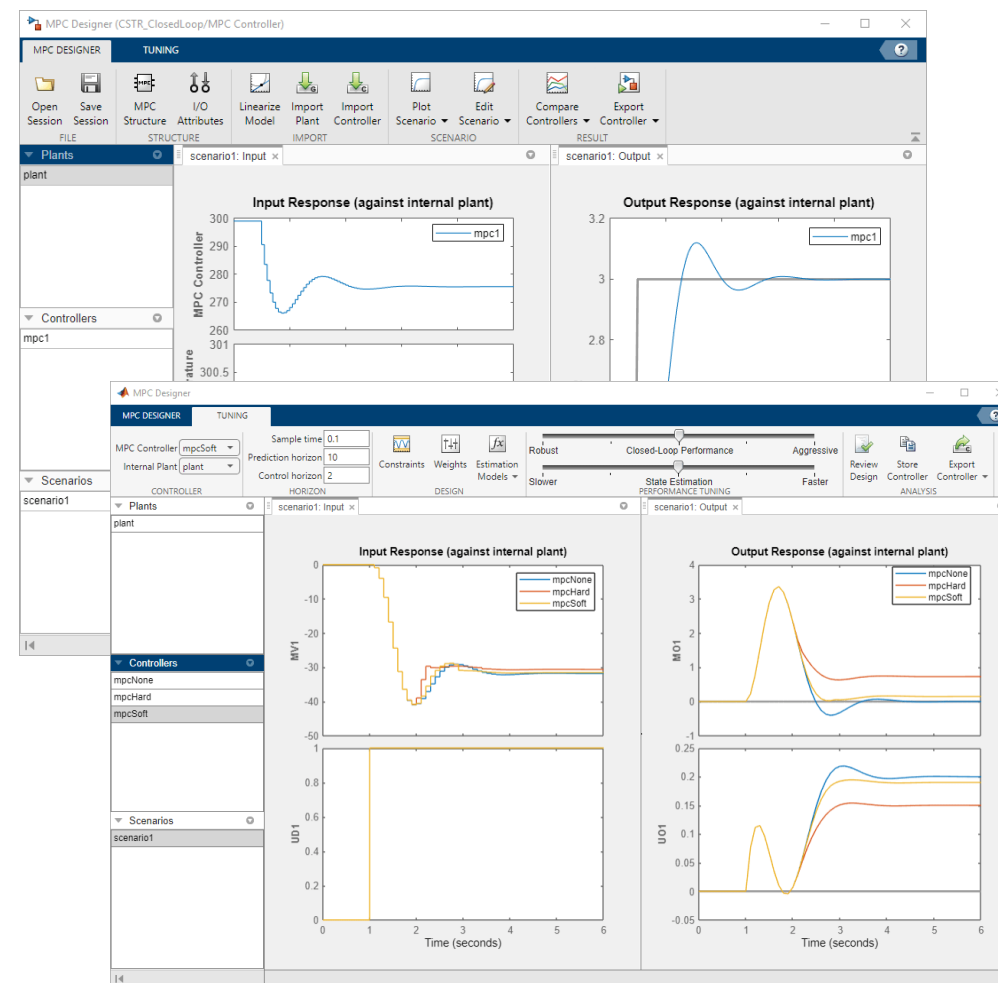 MPC Designer (CSTR_ClosedLoop/MPC Controller)
MPC DESIGNER TUNING
?
Open Session
Save Session
MPC Structure
I/O Attributes
Linearize Model
Import Plant
Import Controller
Plot Scenario
Edit Scenario
Compare Controllers
Export Controller
FILE STRUCTURE IMPORT SCENARIO RESULT
Plants
plant
Controllers
mpc1
Scenarios
scenario1
scenario1: Input ×
Input Response (against internal plant)
MPC Controller
300
290
280
270
260
mpc1
301
300.5
scenario1: Output ×
Output Response (against internal plant)
3.2
3
2.8
mpc1
MPC Designer
MPC DESIGNER TUNING
MPC Controller mpcSoft
Internal Plant plant
CONTROLLER
Sample time 0.1
Prediction horizon 10
Control horizon 2
HORIZON
Constraints
Weights
Estimation Models
DESIGN
Robust Closed-Loop Performance Aggressive
Slower State Estimation Faster
PERFORMANCE TUNING
Review Design
Store Controller
Export Controller
ANALYSIS
Plants
plant
Controllers
mpcNone
mpcHard
mpcSoft
Scenarios
scenario1
scenario1: Input ×
Input Response (against internal plant)
MV1
0
-10
-20
-30
-40
-50
mpcNone
mpcHard
mpcSoft
UD1
1
0.8
0.6
0.4
0.2
0
0 1 2 3 4 5 6
Time (seconds)
scenario1: Output ×
Output Response (against internal plant)
MO1
4
3
2
1
0
-1
mpcNone
mpcHard
mpcSoft
UO1
0.25
0.2
0.15
0.1
0.05
0
-0.05
0 1 2 3 4 5 6
Time (seconds)